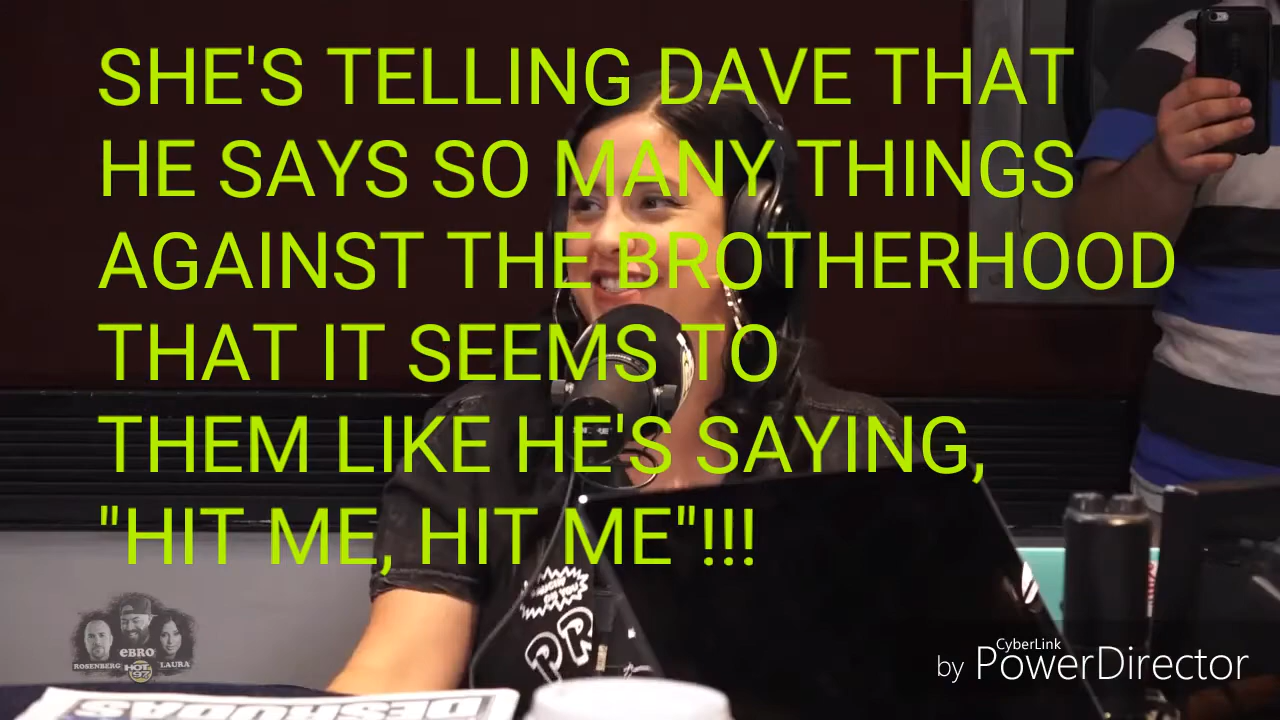 SHE'S TELLING DAVE THAT
HE SAYS SO MANY THINGS
AGAINST THE BROTHERHOOD
THAT IT SEEMS TO
THEM LIKE HE'S SAYING,
"HIT ME, HIT ME"!!!
ROSENBERG eBRO LAURA
HOT 97
DESNUDAS
by CyberLink PowerDirector